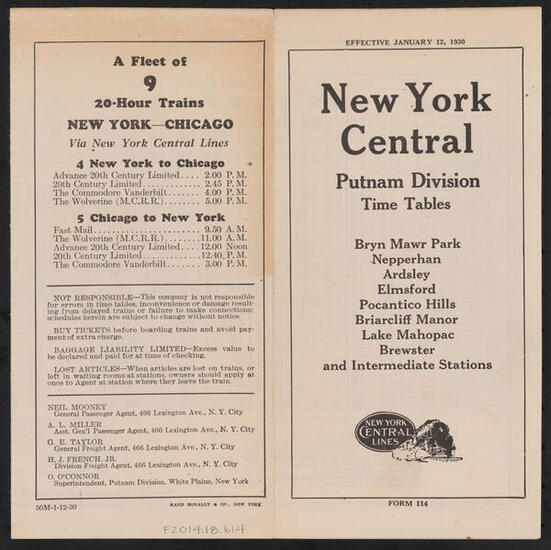 A Fleet of
9
20-Hour Trains
NEW YORK—CHICAGO
Via New York Central Lines
4 New York to Chicago
Advance 20th Century Limited.... 2.00 P. M.
20th Century Limited............ 2.45 P. M.
The Commodore Vanderbilt....... 4.00 P. M.
The Wolverine (M.C.R.R.)........ 5.00 P. M.
5 Chicago to New York
Fast Mail....................... 9.50 A. M.
The Wolverine (M.C.R.R.)........11.00 A. M.
Advance 20th Century Limited....12.00 Noon
20th Century Limited............12.40 P. M.
The Commodore Vanderbilt....... 3.00 P. M.
NOT RESPONSIBLE—This company is not responsible
for errors in time tables, inconvenience or damage result-
ing from delayed trains or failure to make connections;
schedules herein are subject to change without notice
BUY TICKETS before boarding trains and avoid pay-
ment of extra charge.
BAGGAGE LIABILITY LIMITED—Excess value to
be declared and paid for at time of checking.
LOST ARTICLES—When articles are lost on trains, or
left in waiting rooms at stations, owners should apply at
once to Agent at station where they leave the train.
NEIL MOONEY
General Passenger Agent, 466 Lexington Ave., N. Y. City
A. L. MILLER
Asst. Gen'l Passenger Agent, 466 Lexington Ave., N. Y. City
G. E. TAYLOR
General Freight Agent, 466 Lexington Ave., N. Y. City
H. J. FRENCH, JR.
Division Freight Agent, 466 Lexington Ave., N. Y. City
O. O'CONNOR
Superintendent, Putnam Division, White Plains, New York
50M-1-12-30
RAND MCNALLY & CO., NEW YORK
F2014.18.614
EFFECTIVE JANUARY 12, 1930
New York
Central
Putnam Division
Time Tables
Bryn Mawr Park
Nepperhan
Ardsley
Elmsford
Pocantico Hills
Briarcliff Manor
Lake Mahopac
Brewster
and Intermediate Stations
NEW YORK
CENTRAL
LINES
FORM 114